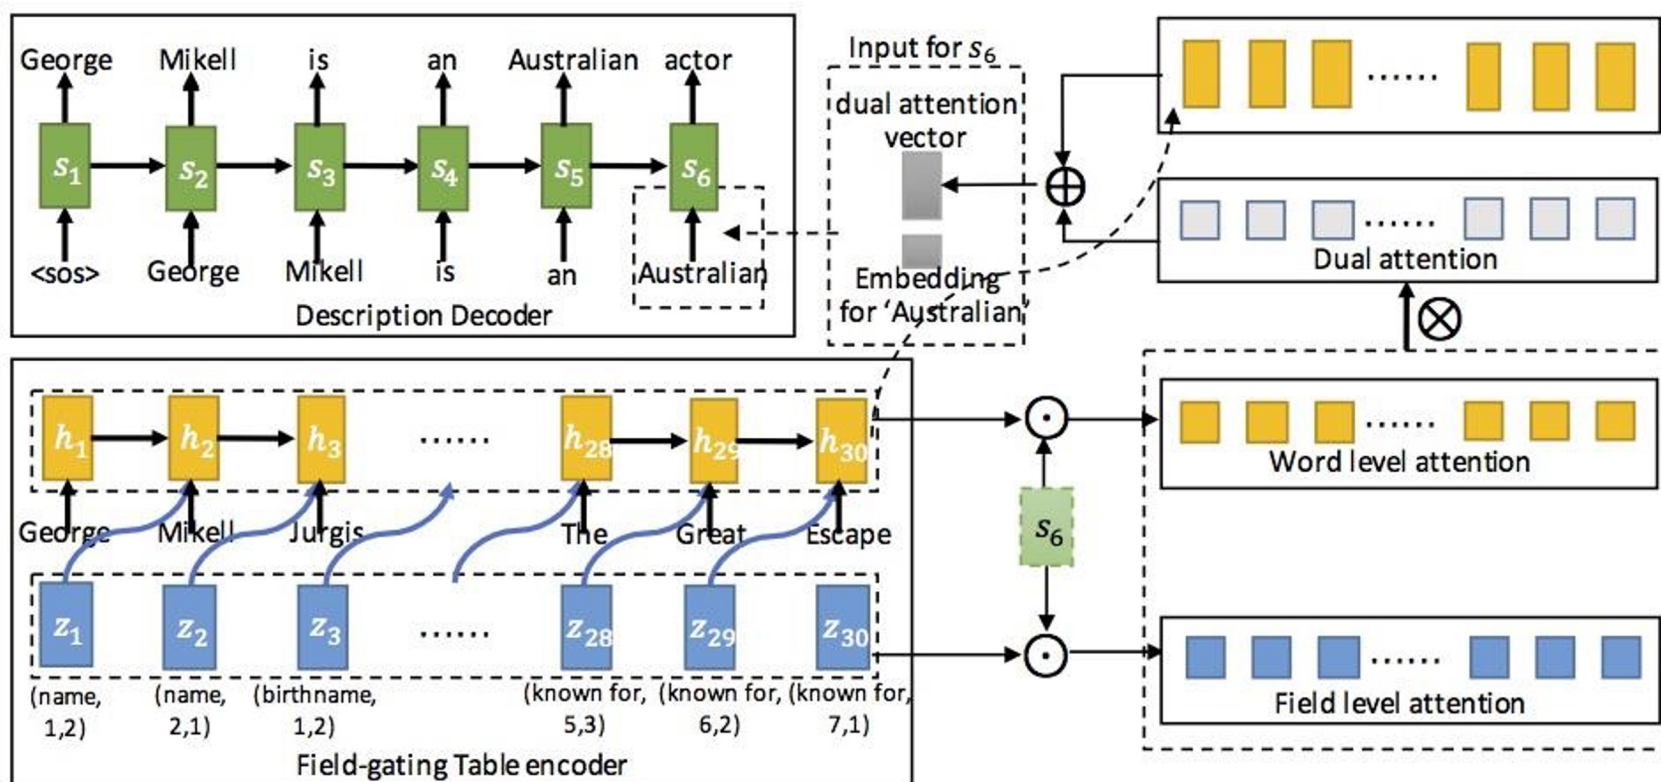 George Mikell is an Australian actor
s1 s2 s3 s4 s5 s6
<sos> George Mikell is an Australian
Description Decoder
Input for s6
dual attention
vector
Embedding
for ‘Australian’
......
......
Dual attention
h1 h2 h3 ...... h28 h29 h30
George Mikell Jurgis The Great Escape
z1 z2 z3 ...... z28 z29 z30
(name, (name, (birthname, (known for, (known for, (known for,
1,2) 2,1) 1,2) 5,3) 6,2) 7,1)
Field-gating Table encoder
s6
......
Word level attention
......
Field level attention